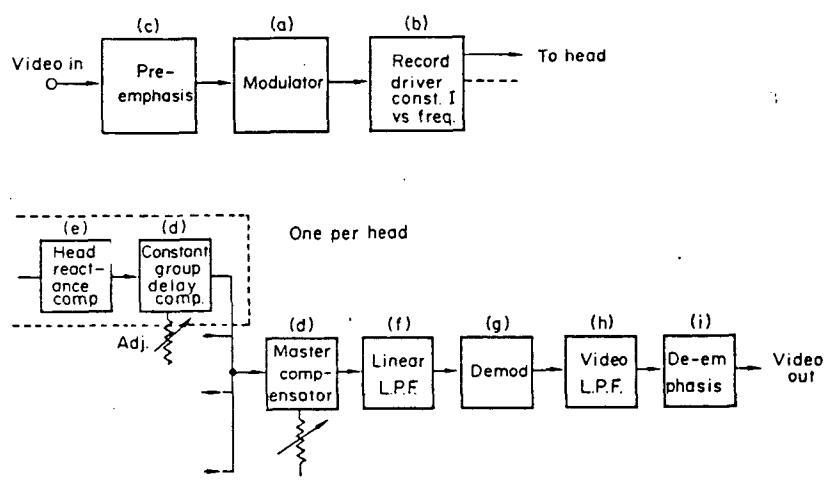 (c)
(a)
(b)
Video in
Pre-
emphasis
Modulator
Record
driver
const. I
vs freq.
To head
(e)
(d)
Head
react-
ance
comp
Constant
group
delay
comp.
One per head
Adj.
(d)
(f)
(g)
(h)
(i)
Master
comp-
ensator
Linear
L.P.F.
Demod
Video
L.P.F.
De-em
phasis
Video
out